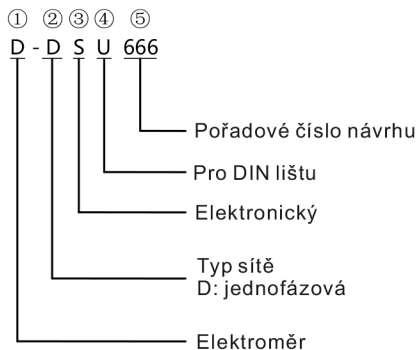 ① ② ③ ④ ⑤
D - D S U 666
Pořadové číslo návrhu
Pro DIN lištu
Elektronický
Typ sítě
D: jednofázová
Elektroměr